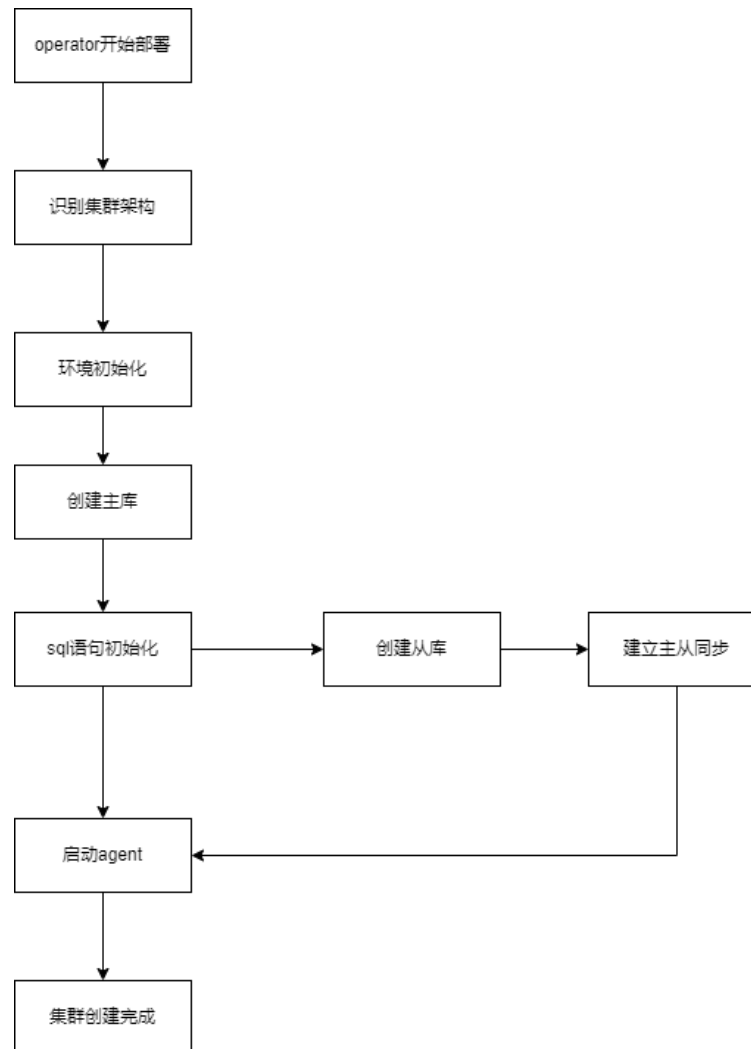 operator开始部署
识别集群架构
环境初始化
创建主库
sql语句初始化
创建从库
建立主从同步
启动agent
集群创建完成